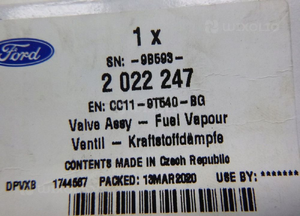 Ford
1 x
SN: -9B593-
2 022 247
EN: CC11-9T540-BG
Valve Assy - Fuel Vapour
Ventil - Kraftstoffdämpfe
CONTENTS MADE IN Czech Republic
DPVXB 1744567 PACKED: 13MAR2020 USE BY: **-***-****